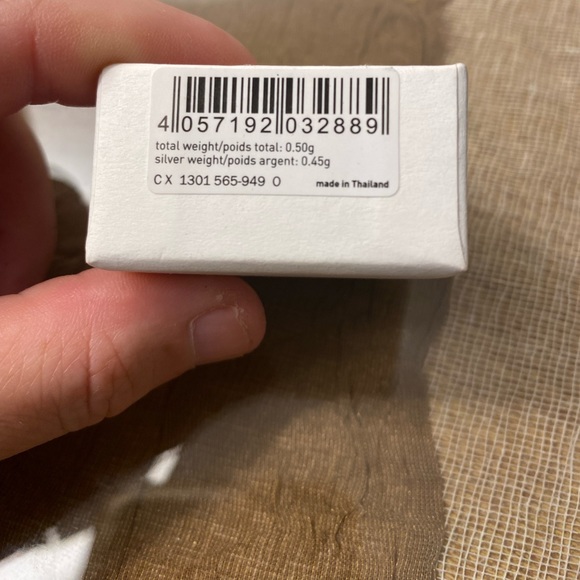 4 057192 032889
total weight/poids total: 0.50g
silver weight/poids argent: 0.45g
CX 1301 565-949 0
made in Thailand